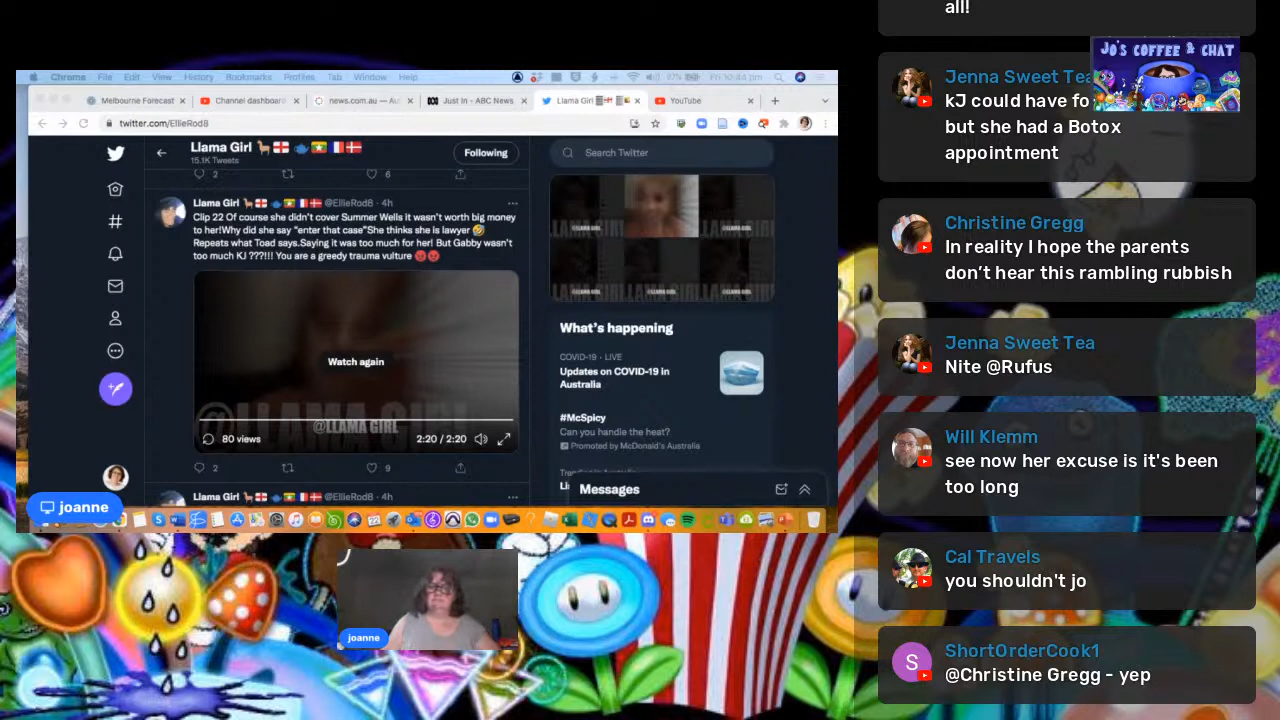 Chrome File Edit View History Bookmarks Profiles Tab Window Help
Melbourne Forecast
Channel dashboard
Just In - ABC News
Llama Girl
YouTube
twitter.com/EllieRod8
Llama Girl
15.1K Tweets
Following
Search Twitter
2
6
Llama Girl @EllieRod8 · 4h
Clip 22 Of course she didn't cover Summer Wells it wasn't worth big money
to her!Why did she say "enter that case"She thinks she is lawyer 🤣
Repeats what Toad says.Saying it was too much for her! But Gabby wasn't
too much KJ ???!!! You are a greedy trauma vulture 😡😡
Watch again
@LLAMA GIRL
@LLAMA GIRL
80 views
2:20 / 2:20
2
9
Llama Girl @EllieRod8 · 4h
What's happening
COVID-19 · LIVE
Updates on COVID-19 in
Australia
#McSpicy
Can you handle the heat?
Promoted by McDonald's Australia
Messages
joanne
joanne
all!
JO'S COFFEE & CHAT
Jenna Sweet Tea
kJ could have fo
but she had a Botox
appointment
Christine Gregg
In reality I hope the parents
don't hear this rambling rubbish
Jenna Sweet Tea
Nite @Rufus
Will Klemm
see now her excuse is it's been
too long
Cal Travels
you shouldn't jo
S
ShortOrderCook1
@Christine Gregg - yep